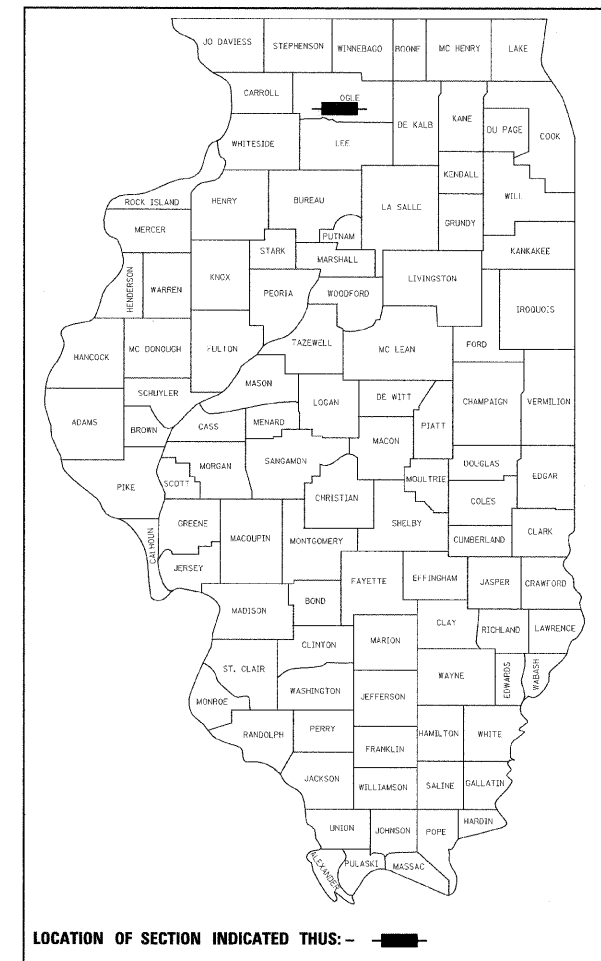 JO DAVIESS
STEPHENSON
WINNEBAGO
BOONE
MC HENRY
LAKE
CARROLL
OGLE
DE KALB
KANE
DU PAGE
COOK
WHITESIDE
LEE
KENDALL
WILL
ROCK ISLAND
HENRY
BUREAU
LA SALLE
GRUNDY
MERCER
PUTNAM
STARK
MARSHALL
KANKAKEE
HENDERSON
WARREN
KNOX
PEORIA
WOODFORD
LIVINGSTON
IROQUOIS
HANCOCK
MC DONOUGH
FULTON
TAZEWELL
MC LEAN
FORD
MASON
SCHUYLER
LOGAN
DE WITT
CHAMPAIGN
VERMILION
ADAMS
BROWN
CASS
MENARD
PIATT
MACON
SANGAMON
MORGAN
SCOTT
PIKE
CHRISTIAN
MOULTRIE
DOUGLAS
EDGAR
COLES
SHELBY
GREENE
MACOUPIN
MONTGOMERY
CUMBERLAND
CLARK
CALHOUN
JERSEY
FAYETTE
EFFINGHAM
JASPER
CRAWFORD
MADISON
BOND
CLAY
RICHLAND
LAWRENCE
CLINTON
MARION
ST. CLAIR
WAYNE
EDWARDS
WABASH
WASHINGTON
JEFFERSON
MONROE
RANDOLPH
PERRY
HAMILTON
WHITE
FRANKLIN
JACKSON
WILLIAMSON
SALINE
GALLATIN
UNION
JOHNSON
POPE
HARDIN
ALEXANDER
PULASKI
MASSAC
LOCATION OF SECTION INDICATED THUS: –